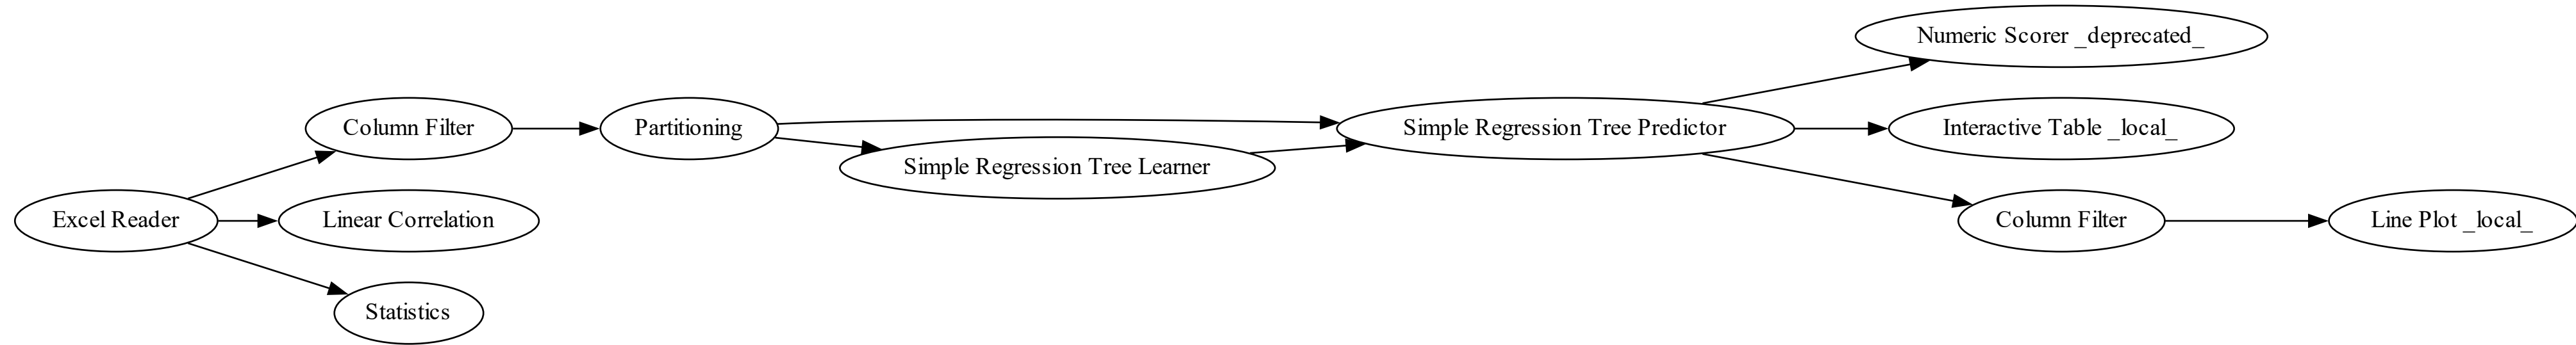 Numeric Scorer _deprecated_
Column Filter
Partitioning
Simple Regression Tree Predictor
Interactive Table _local_
Simple Regression Tree Learner
Excel Reader
Linear Correlation
Column Filter
Line Plot _local_
Statistics